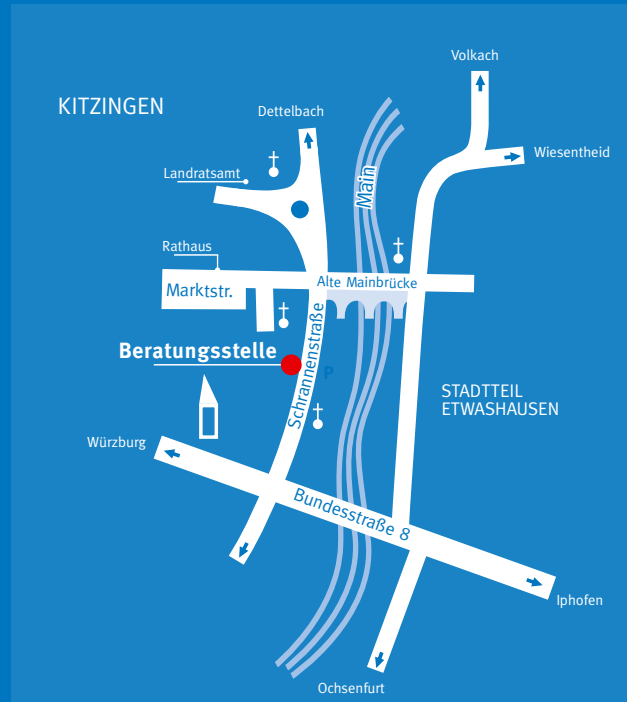 Volkach
KITZINGEN
Dettelbach
Wiesentheid
Landratsamt
Main
Rathaus
Alte Mainbrücke
Marktstr.
Beratungsstelle
Schrannenstraße
P
STADTTEIL
ETWASHAUSEN
Würzburg
Bundesstraße 8
Iphofen
Ochsenfurt